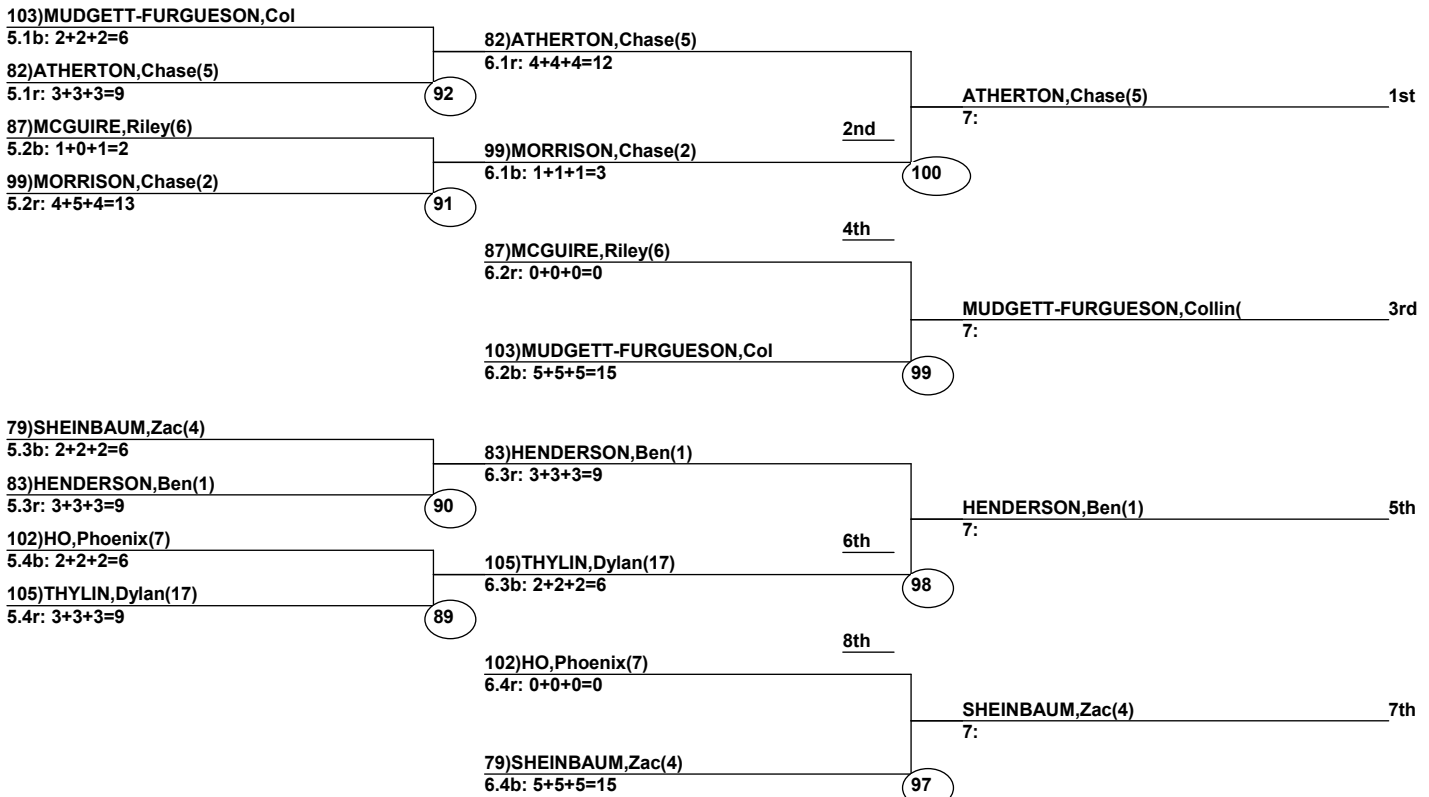 103)MUDGETT-FURGUESON,Col
5.1b: 2+2+2=6
82)ATHERTON,Chase(5)
5.1r: 3+3+3=9
92
87)MCGUIRE,Riley(6)
5.2b: 1+0+1=2
99)MORRISON,Chase(2)
5.2r: 4+5+4=13
91
82)ATHERTON,Chase(5)
6.1r: 4+4+4=12
2nd
99)MORRISON,Chase(2)
6.1b: 1+1+1=3
100
ATHERTON,Chase(5) 1st
7:
4th
87)MCGUIRE,Riley(6)
6.2r: 0+0+0=0
103)MUDGETT-FURGUESON,Col
6.2b: 5+5+5=15
99
MUDGETT-FURGUESON,Collin( 3rd
7:
79)SHEINBAUM,Zac(4)
5.3b: 2+2+2=6
83)HENDERSON,Ben(1)
5.3r: 3+3+3=9
90
102)HO,Phoenix(7)
5.4b: 2+2+2=6
105)THYLIN,Dylan(17)
5.4r: 3+3+3=9
89
83)HENDERSON,Ben(1)
6.3r: 3+3+3=9
6th
105)THYLIN,Dylan(17)
6.3b: 2+2+2=6
98
HENDERSON,Ben(1) 5th
7:
8th
102)HO,Phoenix(7)
6.4r: 0+0+0=0
79)SHEINBAUM,Zac(4)
6.4b: 5+5+5=15
97
SHEINBAUM,Zac(4) 7th
7: